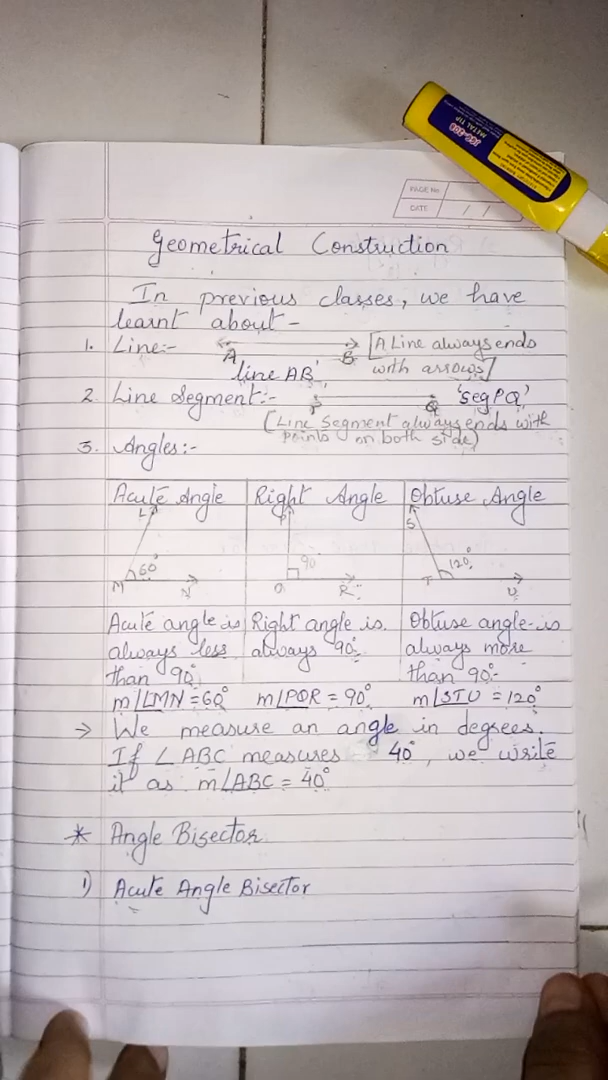 JGC-208
METAL TIP
PAGE No.
DATE / /
Geometrical Construction
In previous classes, we have
learnt about -
1. Line:- A B [A Line always ends
'line AB' with arrows]
2. Line Segment:- P Q 'seg PQ'
(Line Segment always ends with
points on both side)
3. Angles:-
Acute Angle Right Angle Obtuse Angle
L P S
60° 90 120°
M N Q R T U
Acute angle is Right angle is Obtuse angle is
always less always 90°. always more
than 90° than 90°.
m∠LMN = 60° m∠PQR = 90° m∠STU = 120°
→ We measure an angle in degrees.
If ∠ABC measures 40°, we write
it as m∠ABC = 40°
* Angle Bisector
1) Acute Angle Bisector